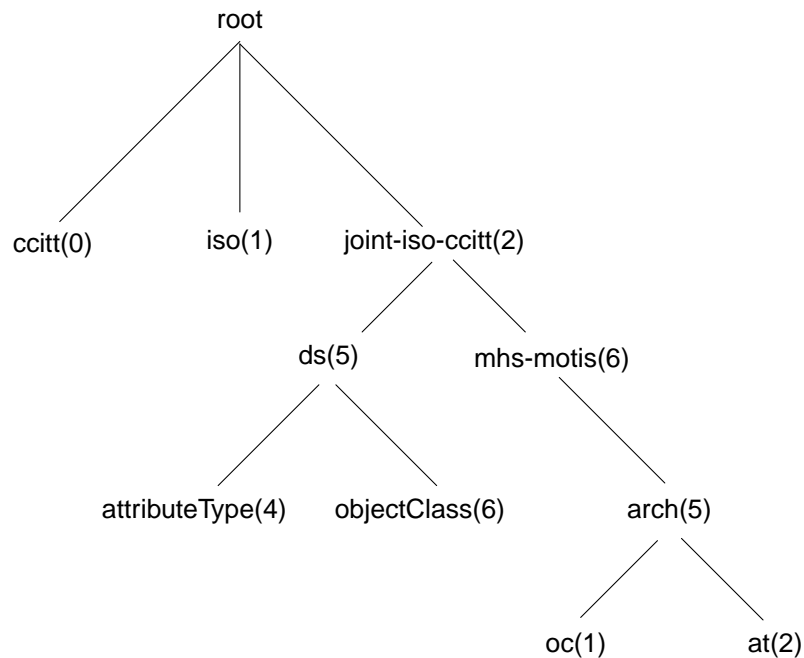 root
ccitt(0)
iso(1)
joint-iso-ccitt(2)
ds(5)
mhs-motis(6)
attributeType(4)
objectClass(6)
arch(5)
oc(1)
at(2)